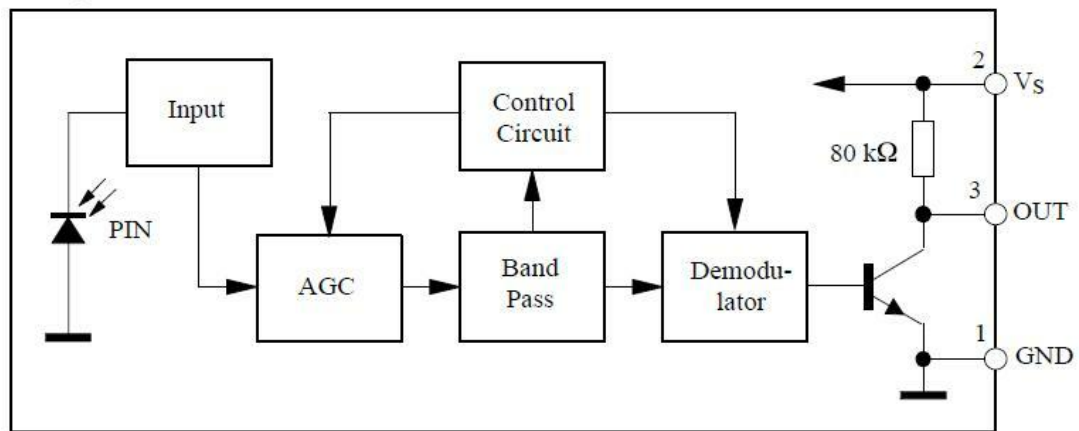 Input
PIN
AGC
Control
Circuit
Band
Pass
Demodu-
lator
80 kΩ
2
VS
3
OUT
1
GND